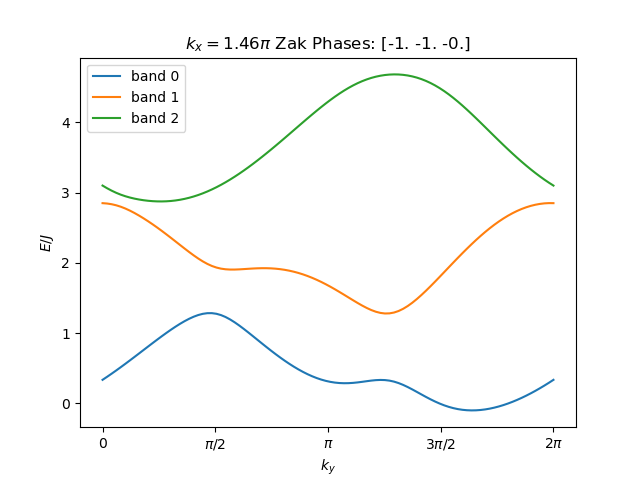 k_x = 1.46π Zak Phases: [-1. -1. -0.]
band 0
band 1
band 2
4
3
2
1
0
E/J
0 π/2 π 3π/2 2π
k_y